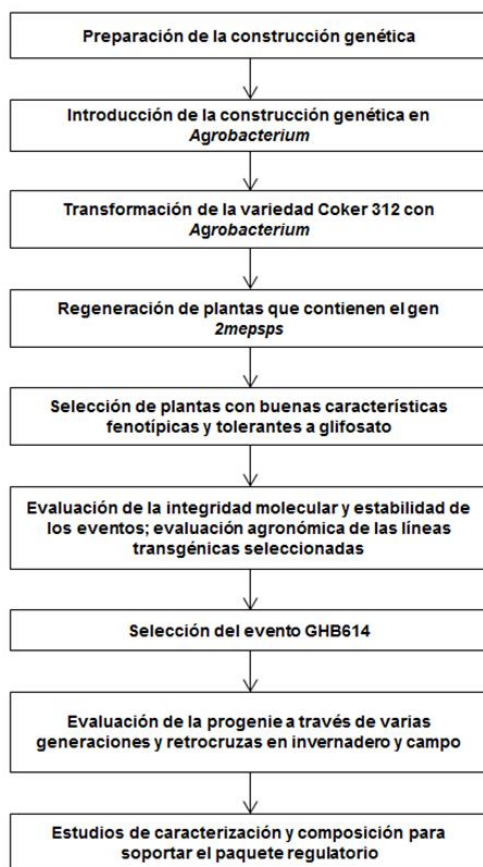 Preparación de la construcción genética
Introducción de la construcción genética en
Agrobacterium
Transformación de la variedad Coker 312 con
Agrobacterium
Regeneración de plantas que contienen el gen
2mepsps
Selección de plantas con buenas características
fenotípicas y tolerantes a glifosato
Evaluación de la integridad molecular y estabilidad de
los eventos; evaluación agronómica de las líneas
transgénicas seleccionadas
Selección del evento GHB614
Evaluación de la progenie a través de varias
generaciones y retrocruzas en invernadero y campo
Estudios de caracterización y composición para
soportar el paquete regulatorio